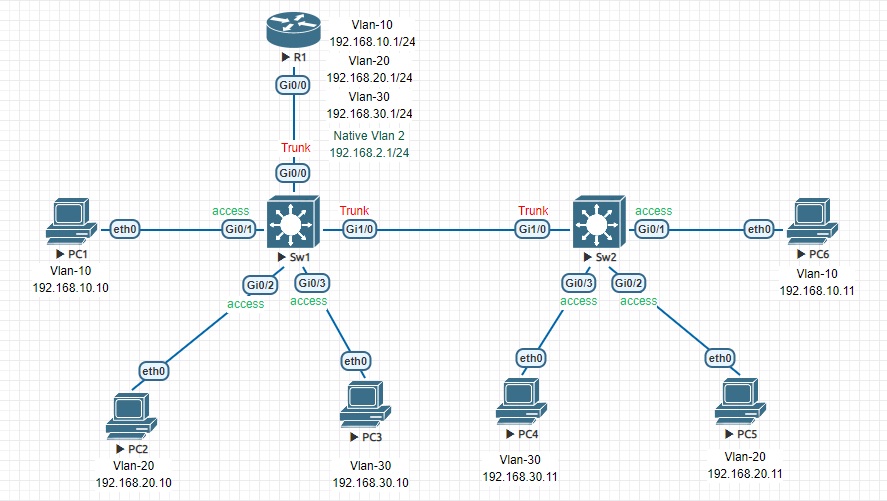 Vlan-10
192.168.10.1/24
R1
Vlan-20
192.168.20.1/24
Gi0/0
Vlan-30
192.168.30.1/24
Native Vlan 2
192.168.2.1/24
Trunk
Gi0/0
access
Trunk
Trunk
access
eth0
Gi0/1
Gi1/0
Gi1/0
Gi0/1
eth0
PC1
Sw1
Sw2
PC6
Vlan-10
192.168.10.10
Vlan-10
192.168.10.11
Gi0/2
Gi0/3
Gi0/3
Gi0/2
access
access
access
access
eth0
eth0
eth0
eth0
PC2
PC3
PC4
PC5
Vlan-20
192.168.20.10
Vlan-30
192.168.30.10
Vlan-30
192.168.30.11
Vlan-20
192.168.20.11